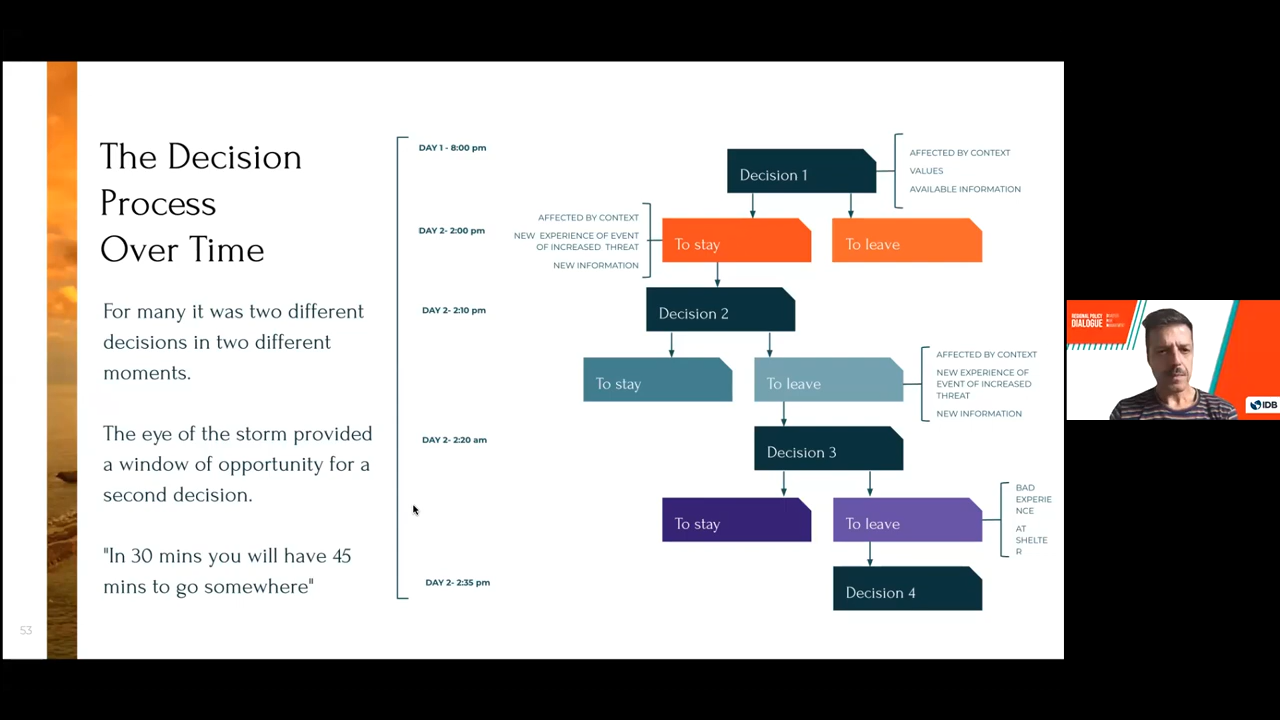 The Decision
Process
Over Time
For many it was two different
decisions in two different
moments.
The eye of the storm provided
a window of opportunity for a
second decision.
"In 30 mins you will have 45
mins to go somewhere"
53
DAY 1 - 8:00 pm
DAY 2- 2:00 pm
DAY 2- 2:10 pm
DAY 2- 2:20 am
DAY 2- 2:35 pm
Decision 1
AFFECTED BY CONTEXT
VALUES
AVAILABLE INFORMATION
AFFECTED BY CONTEXT
NEW EXPERIENCE OF EVENT
OF INCREASED THREAT
NEW INFORMATION
To stay
To leave
Decision 2
To stay
To leave
AFFECTED BY CONTEXT
NEW EXPERIENCE OF
EVENT OF INCREASED
THREAT
NEW INFORMATION
Decision 3
To stay
To leave
BAD
EXPERIE
NCE
AT
SHELTE
R
Decision 4
REGIONAL POLICY
DIALOGUE
IDB